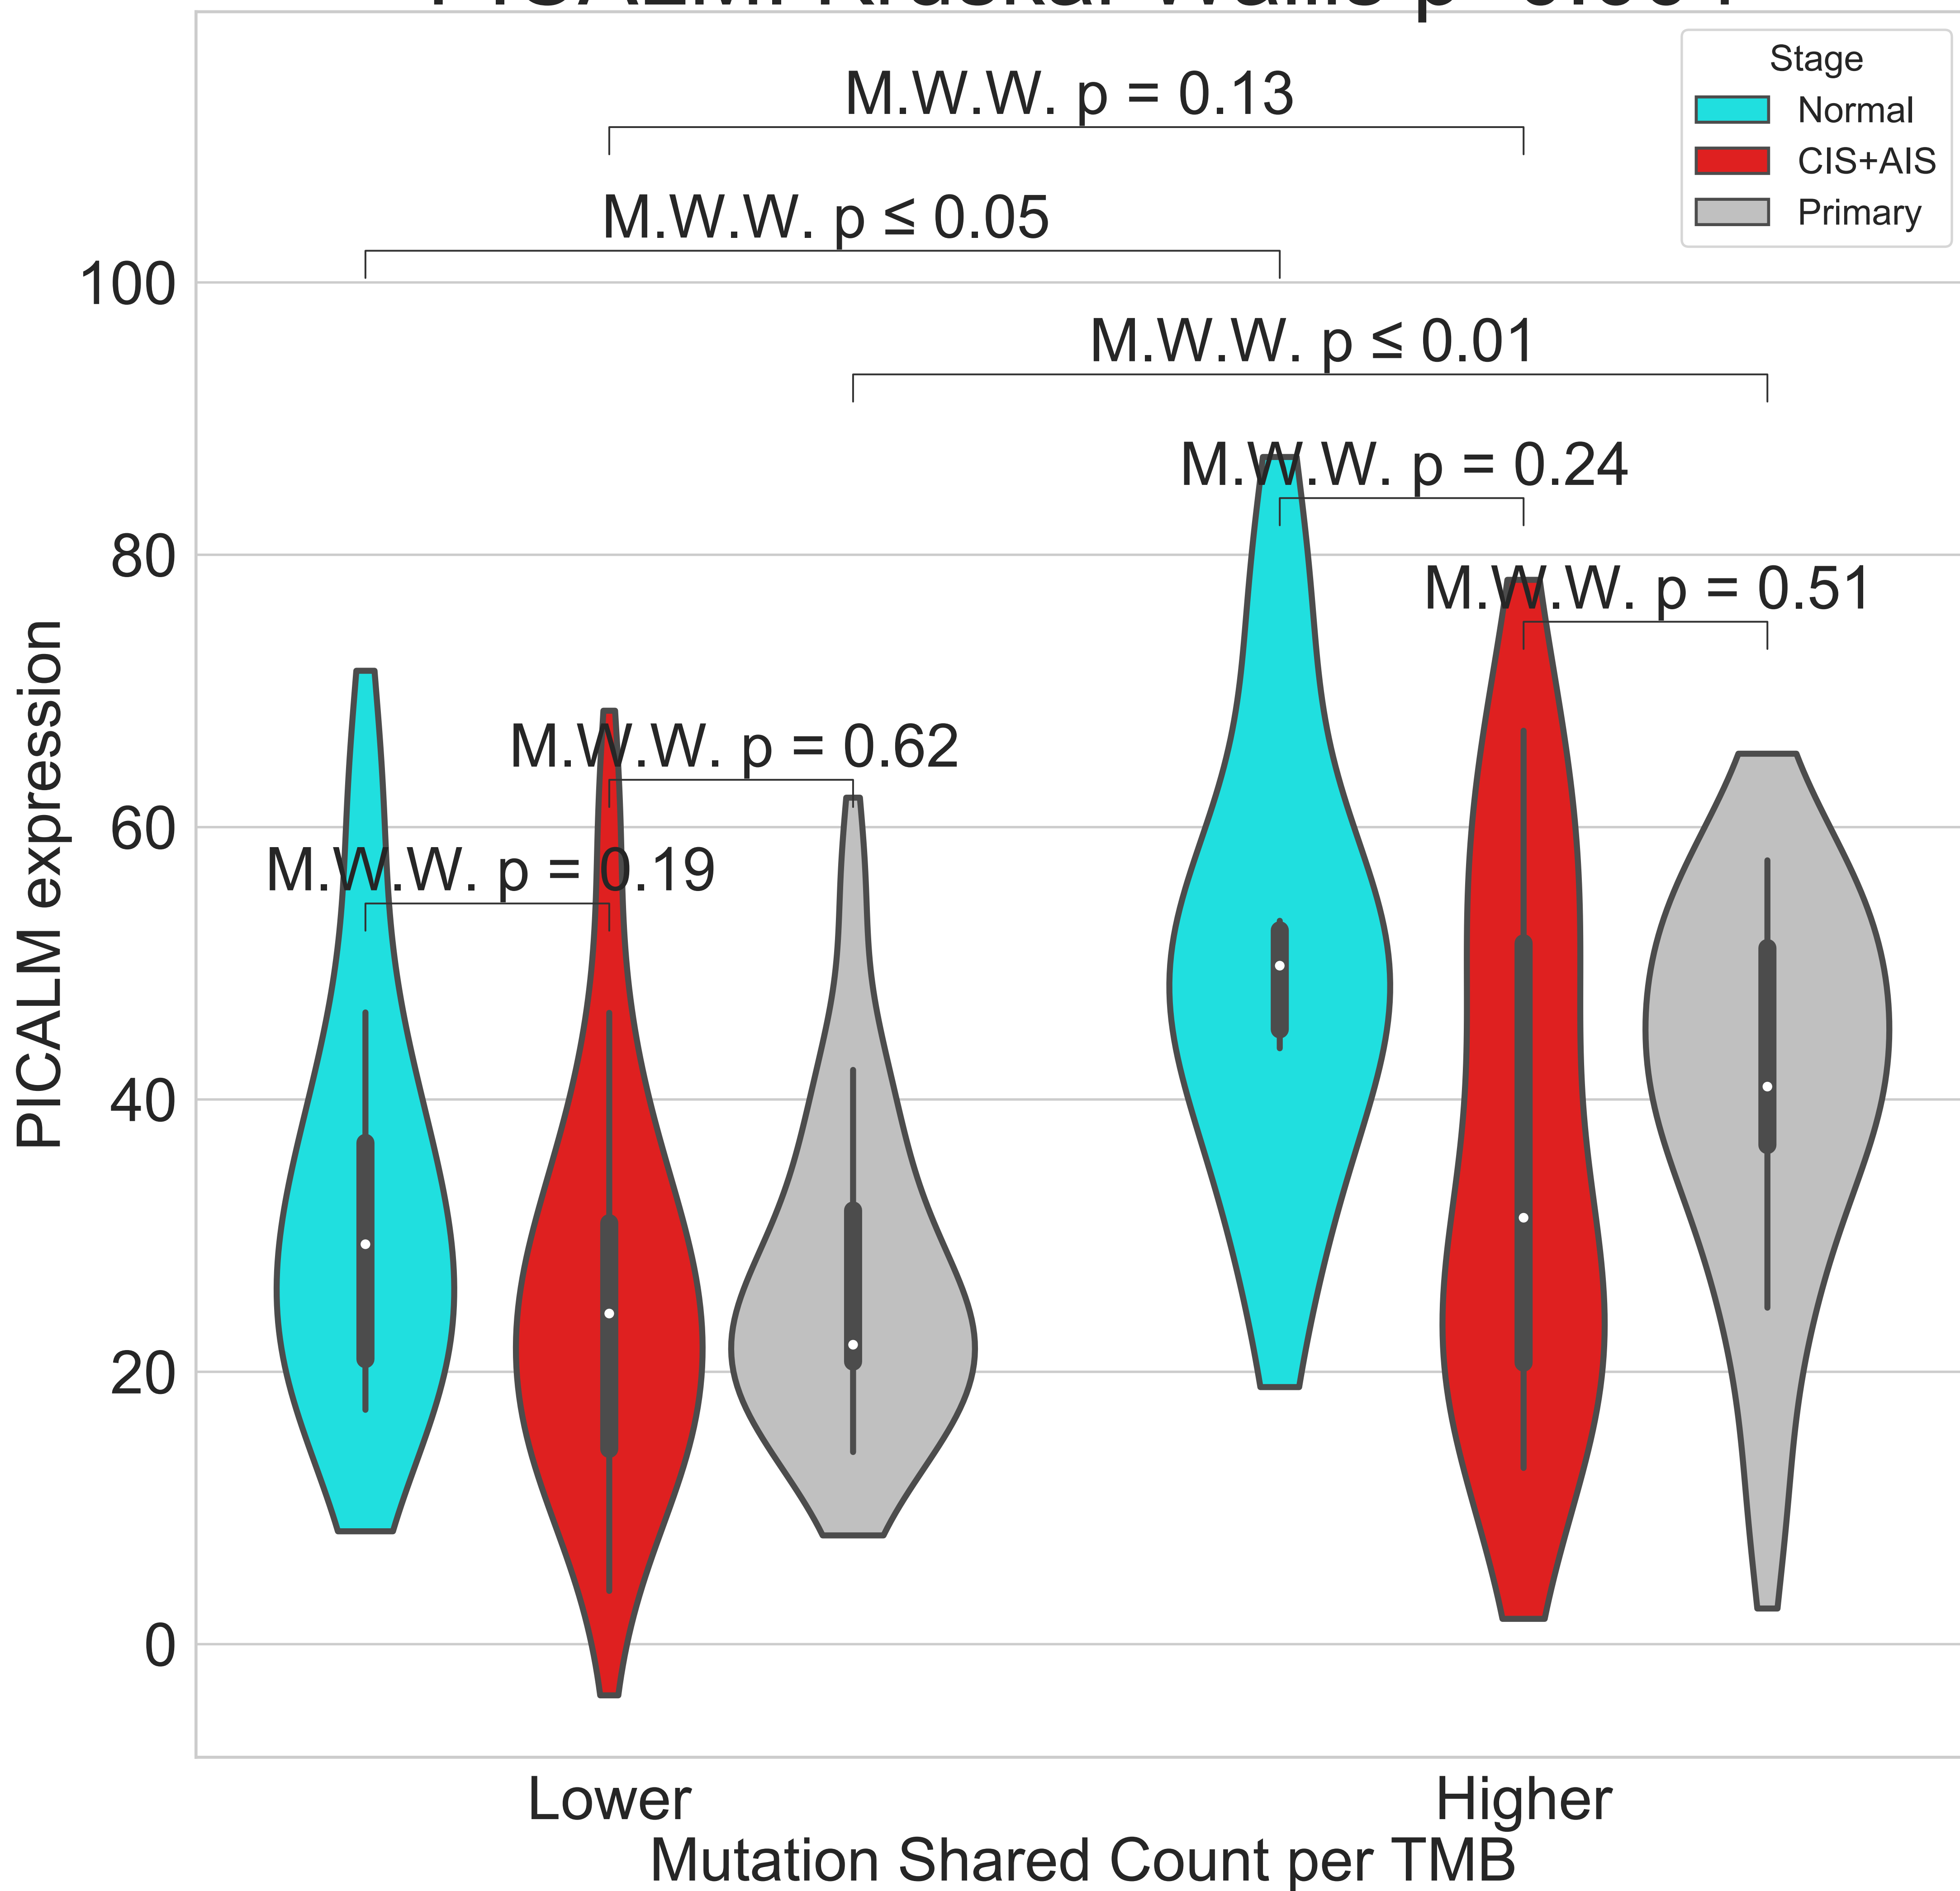 Stage
Normal
CIS+AIS
Primary
M.W.W. p = 0.13
M.W.W. p ≤ 0.05
M.W.W. p ≤ 0.01
M.W.W. p = 0.24
M.W.W. p = 0.51
M.W.W. p = 0.62
M.W.W. p = 0.19
100
80
60
40
20
0
PICALM expression
Lower
Higher
Mutation Shared Count per TMB